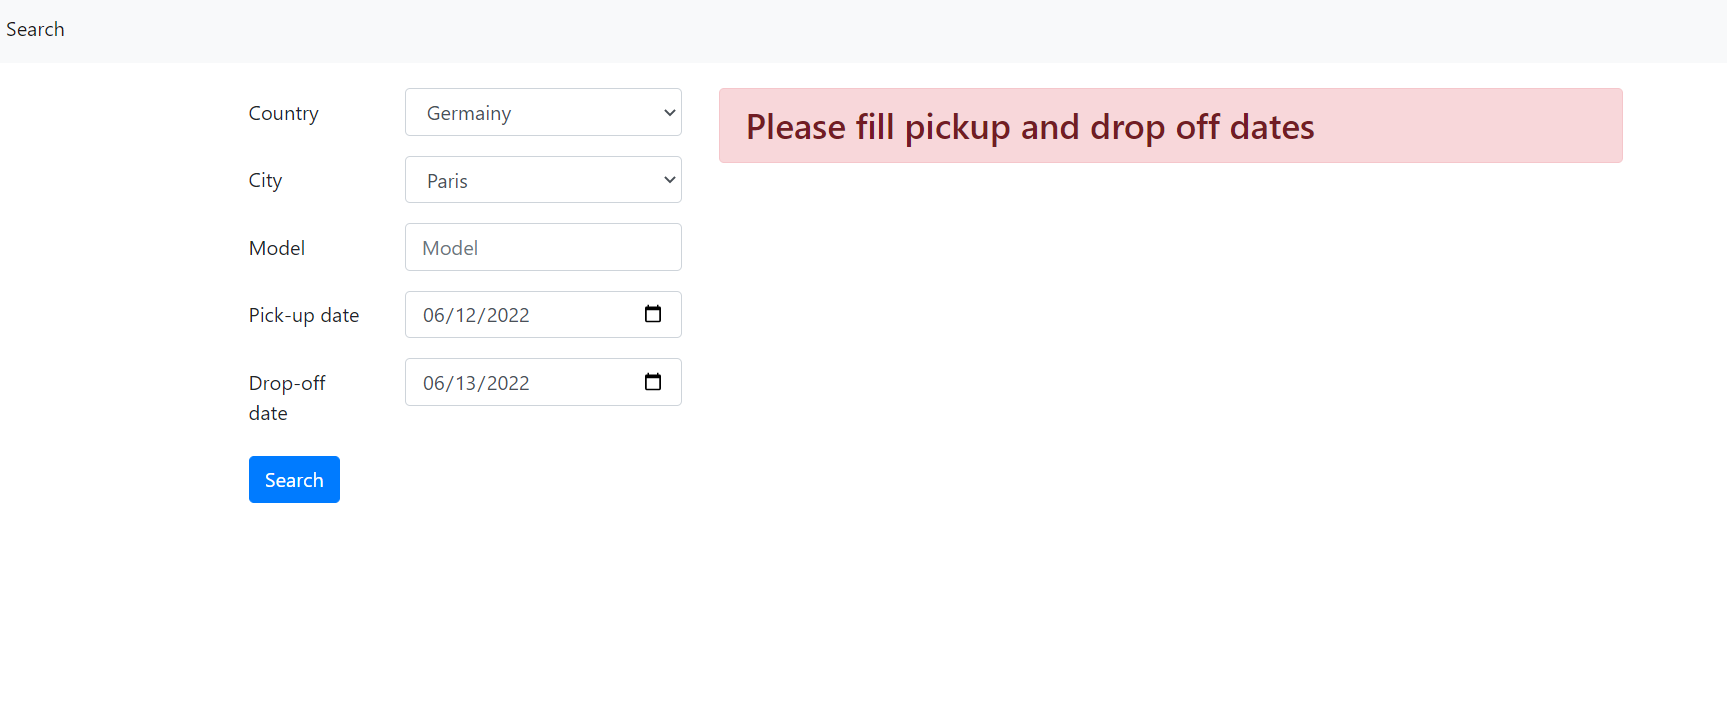 Search
Country
Germainy
Please fill pickup and drop off dates
City
Paris
Model
Model
Pick-up date
06/12/2022
Drop-off
date
06/13/2022
Search